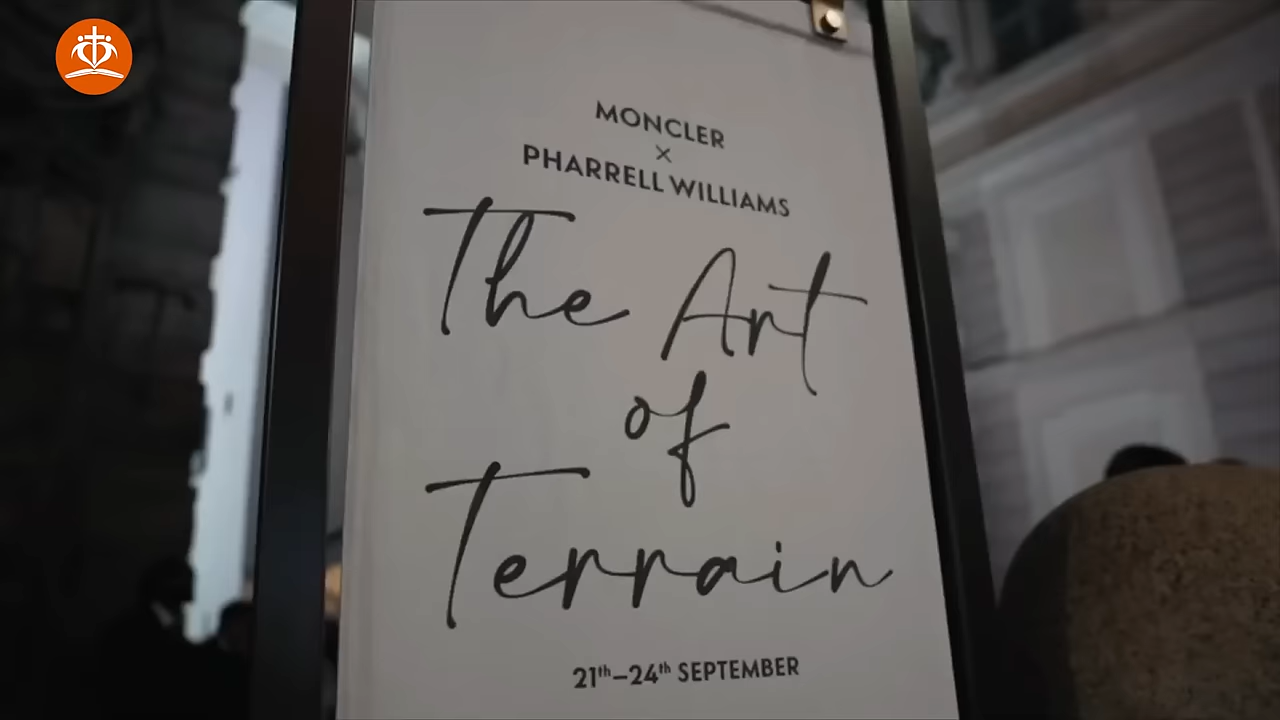 MONCLER
×
PHARRELL WILLIAMS
The Art
of
Terrain
21th–24th SEPTEMBER